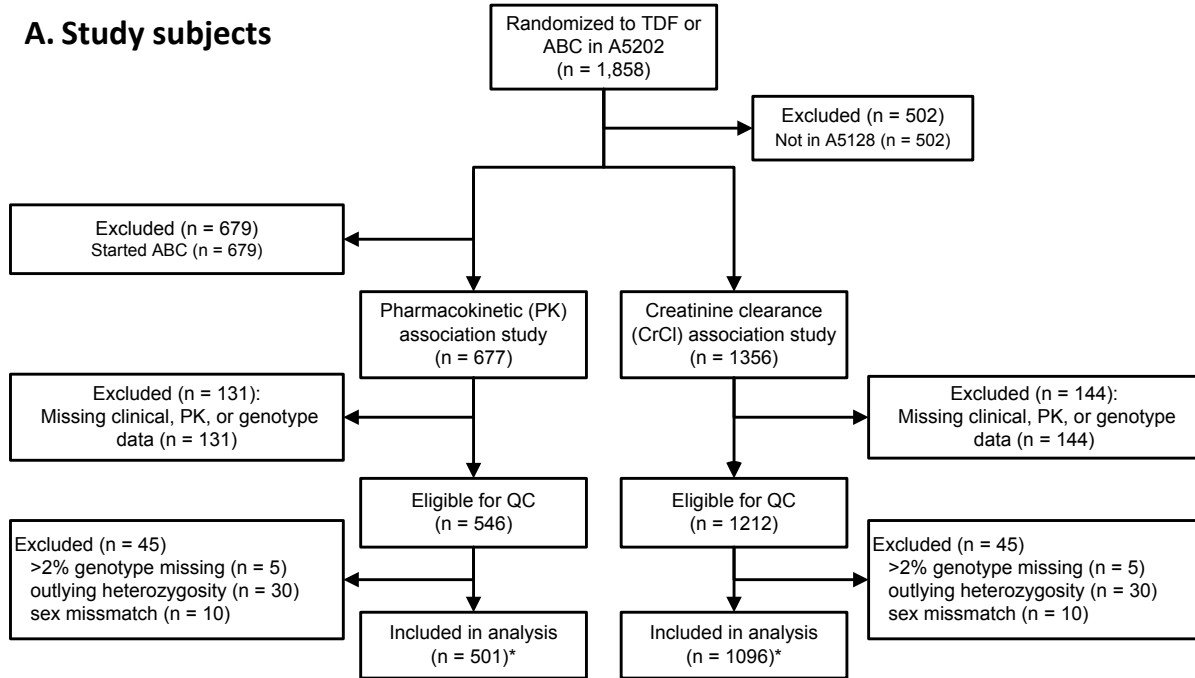 A. Study subjects
Randomized to TDF or
ABC in A5202
(n = 1,858)
Excluded (n = 502)
Not in A5128 (n = 502)
Excluded (n = 679)
Started ABC (n = 679)
Pharmacokinetic (PK)
association study
(n = 677)
Creatinine clearance
(CrCl) association study
(n = 1356)
Excluded (n = 131):
Missing clinical, PK, or genotype
data (n = 131)
Excluded (n = 144):
Missing clinical, PK, or genotype
data (n = 144)
Eligible for QC
(n = 546)
Eligible for QC
(n = 1212)
Excluded (n = 45)
>2% genotype missing (n = 5)
outlying heterozygosity (n = 30)
sex missmatch (n = 10)
Excluded (n = 45)
>2% genotype missing (n = 5)
outlying heterozygosity (n = 30)
sex missmatch (n = 10)
Included in analysis
(n = 501)*
Included in analysis
(n = 1096)*